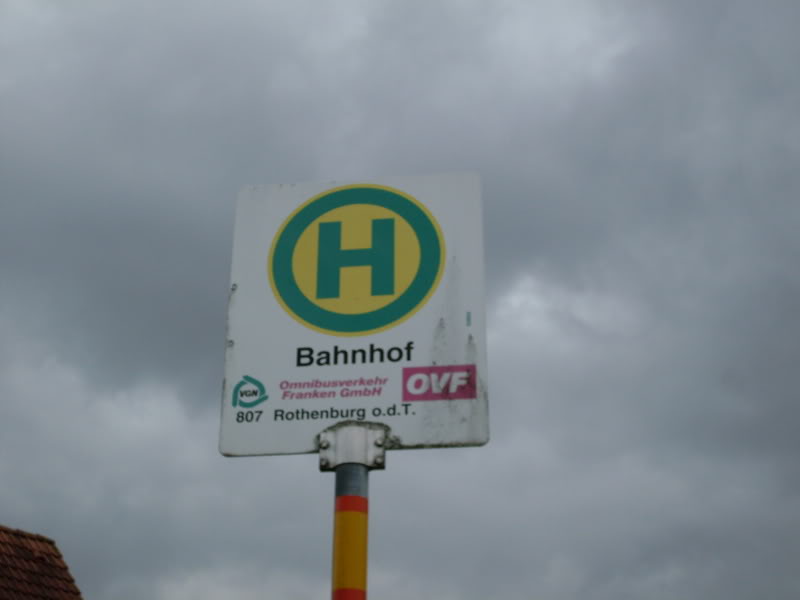 H
Bahnhof
VGN
Omnibusverkehr
Franken GmbH
OVF
807 Rothenburg o.d.T.